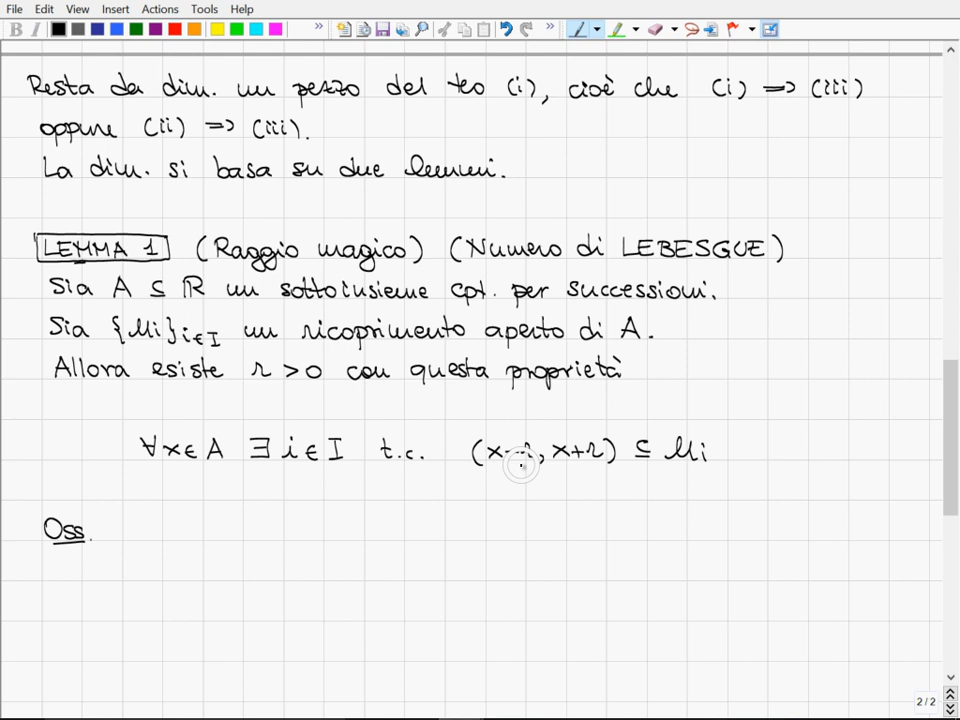 File Edit View Actions Tools Help
B I
Resta da dim. un pezzo del teo (i), cioè che (i) => (iii)
oppure (ii) => (iii).
La dim. si basa su due lemmi.
LEMMA 1 (Raggio magico) (Numero di LEBESGUE)
Sia A ⊆ ℝ un sottoinsieme cpt. per successioni.
Sia {Ui}i∈I un ricoprimento aperto di A.
Allora esiste r > 0 con questa proprietà
∀x∈A ∃ i∈I t.c. (x-r, x+r) ⊆ Ui
Oss.
2 / 2